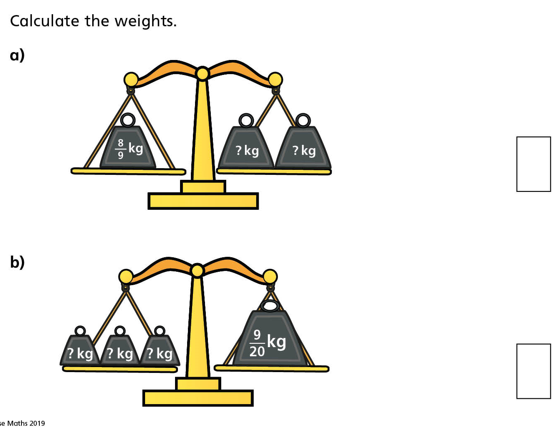 Calculate the weights.
a)
8/9 kg
? kg ? kg
b)
? kg ? kg ? kg
9/20 kg
se Maths 2019